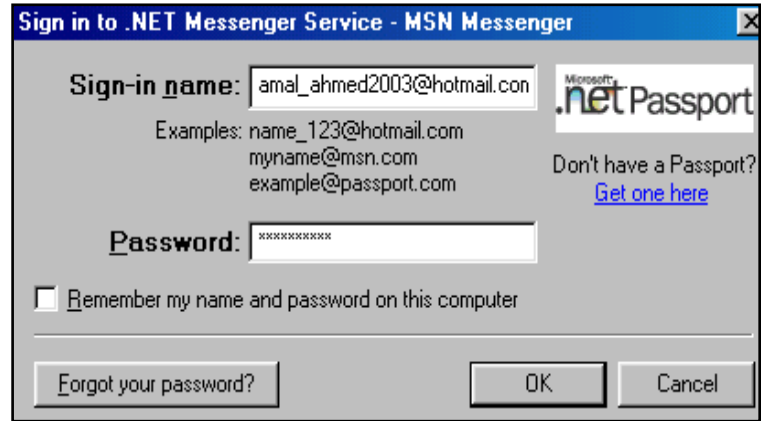 Sign in to .NET Messenger Service - MSN Messenger
Sign-in name: amal_ahmed2003@hotmail.con
Microsoft
.net Passport
Examples: name_123@hotmail.com
myname@msn.com
example@passport.com
Don't have a Passport?
Get one here
Password: **********
Remember my name and password on this computer
Forgot your password?
OK
Cancel